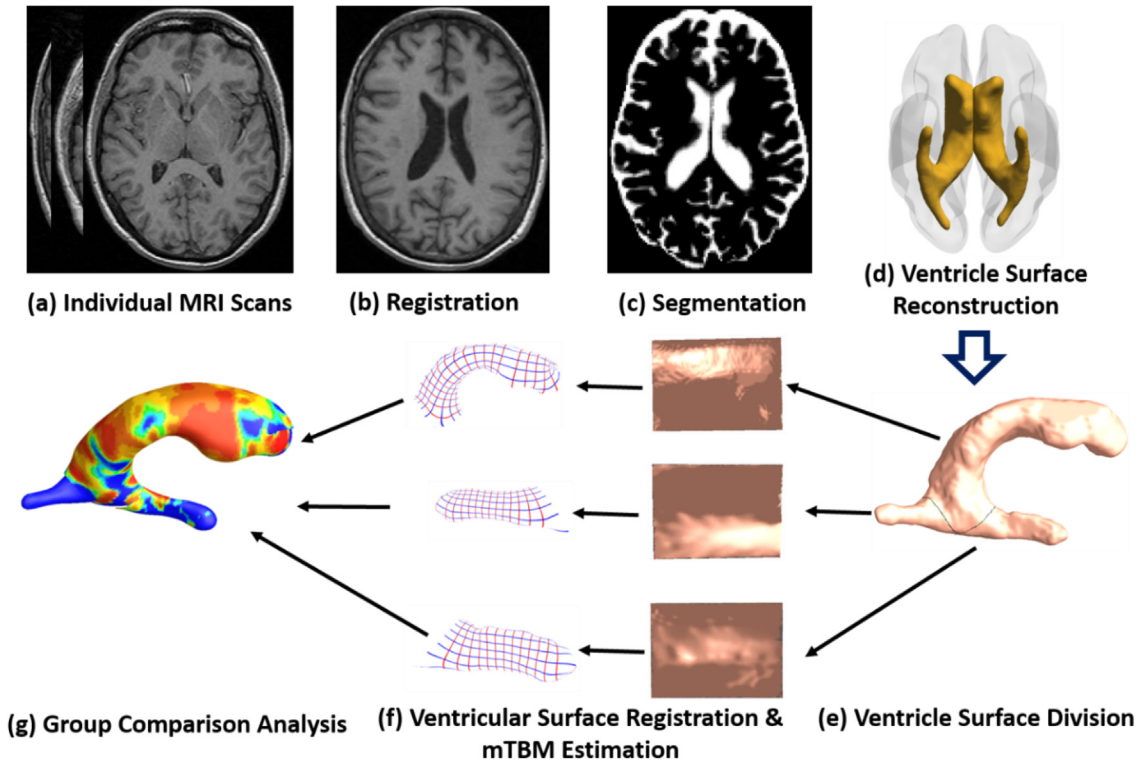 (a) Individual MRI Scans
(b) Registration
(c) Segmentation
(d) Ventricle Surface
Reconstruction
(g) Group Comparison Analysis
(f) Ventricular Surface Registration &
mTBM Estimation
(e) Ventricle Surface Division